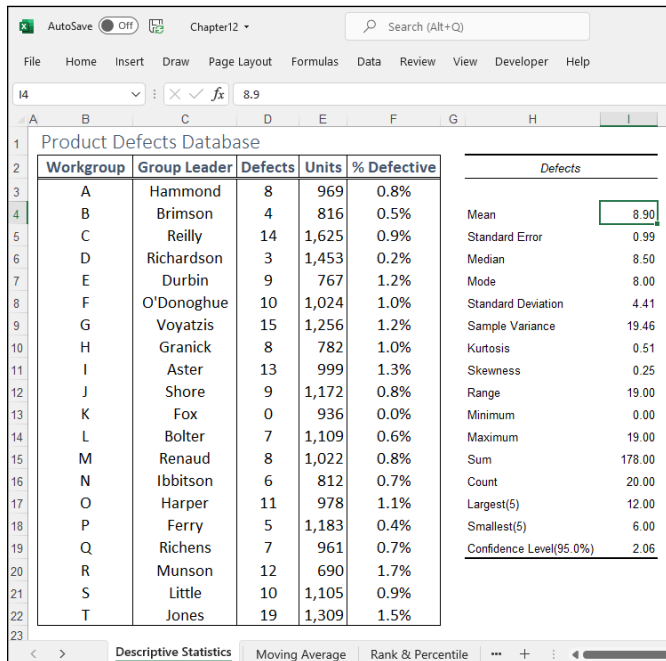 AutoSave Off Chapter12 Search (Alt+Q)
File Home Insert Draw Page Layout Formulas Data Review View Developer Help
I4 fx 8.9
A B C D E F G H I
1 Product Defects Database
2 Workgroup Group Leader Defects Units % Defective Defects
3 A Hammond 8 969 0.8%
4 B Brimson 4 816 0.5% Mean 8.90
5 C Reilly 14 1,625 0.9% Standard Error 0.99
6 D Richardson 3 1,453 0.2% Median 8.50
7 E Durbin 9 767 1.2% Mode 8.00
8 F O'Donoghue 10 1,024 1.0% Standard Deviation 4.41
9 G Voyatzis 15 1,256 1.2% Sample Variance 19.46
10 H Granick 8 782 1.0% Kurtosis 0.51
11 I Aster 13 999 1.3% Skewness 0.25
12 J Shore 9 1,172 0.8% Range 19.00
13 K Fox 0 936 0.0% Minimum 0.00
14 L Bolter 7 1,109 0.6% Maximum 19.00
15 M Renaud 8 1,022 0.8% Sum 178.00
16 N Ibbitson 6 812 0.7% Count 20.00
17 O Harper 11 978 1.1% Largest(5) 12.00
18 P Ferry 5 1,183 0.4% Smallest(5) 6.00
19 Q Richens 7 961 0.7% Confidence Level(95.0%) 2.06
20 R Munson 12 690 1.7%
21 S Little 10 1,105 0.9%
22 T Jones 19 1,309 1.5%
23
Descriptive Statistics Moving Average Rank & Percentile